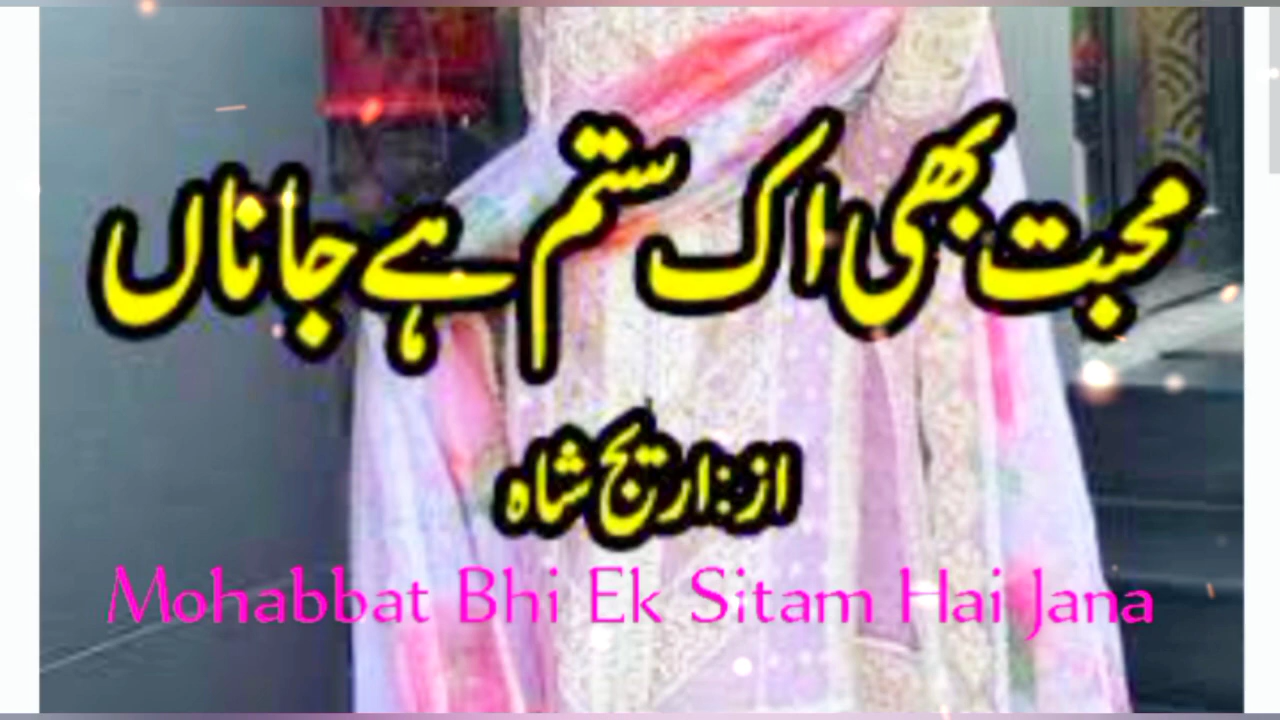 محبت بھی اک ستم ہے جاناں
از: اریج شاہ
Mohabbat Bhi Ek Sitam Hai Jana